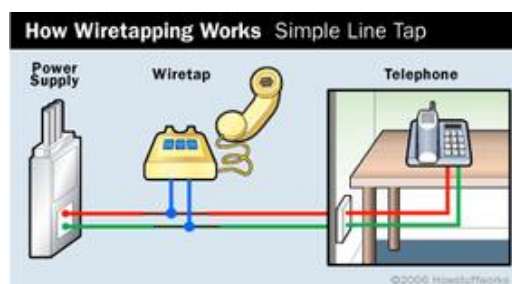 How Wiretapping Works Simple Line Tap
Power
Supply
Wiretap
Telephone
©2006 Howstuffworks